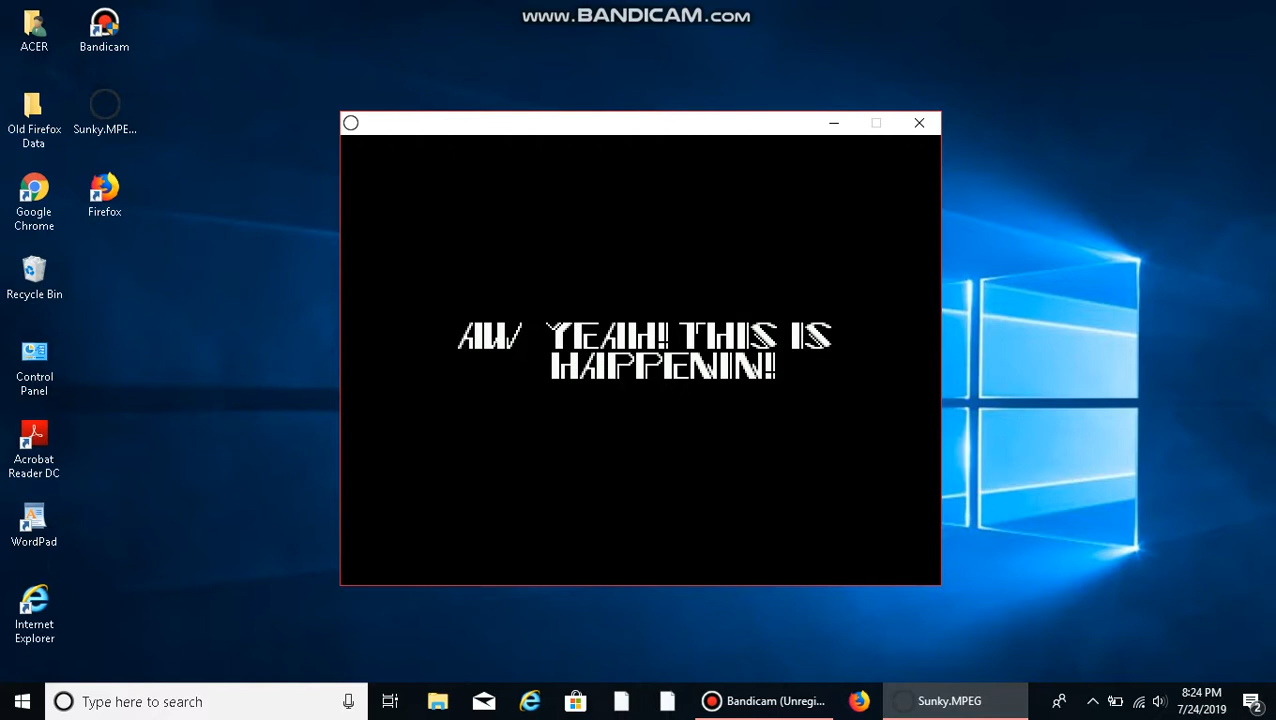 www.BANDICAM.com
ACER
Bandicam
Old Firefox
Data
Sunky.MPE...
Google
Chrome
Firefox
Recycle Bin
Control
Panel
Acrobat
Reader DC
WordPad
Internet
Explorer
AW YEAH! THIS IS
HAPPENIN!!
Type here to search
Bandicam (Unregi...
Sunky.MPEG
8:24 PM
7/24/2019
2